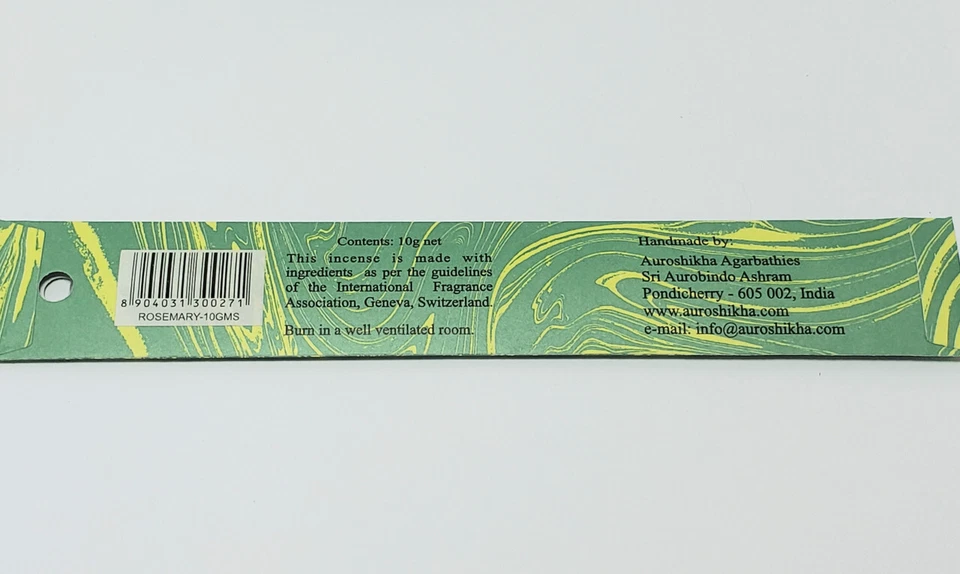 8 904031 300271
ROSEMARY-10GMS
Contents: 10g net
This incense is made with
ingredients as per the guidelines
of the International Fragrance
Association, Geneva, Switzerland.
Burn in a well ventilated room.
Handmade by:
Auroshikha Agarbathies
Sri Aurobindo Ashram
Pondicherry - 605 002, India
www.auroshikha.com
e-mail: info@auroshikha.com